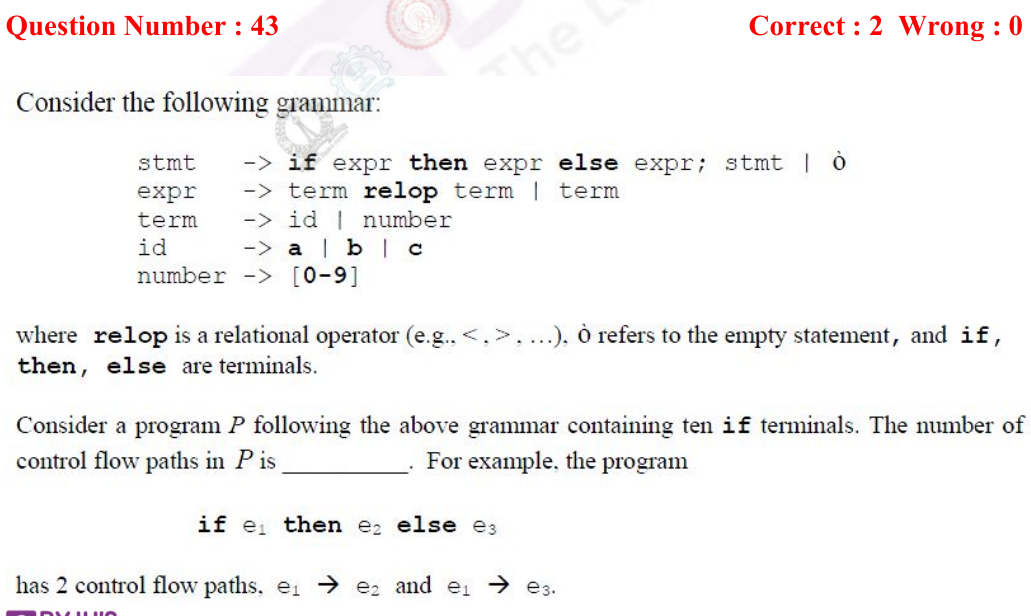 Question Number : 43 Correct : 2 Wrong : 0
The L
Consider the following grammar:
stmt -> if expr then expr else expr; stmt | ò
expr -> term relop term | term
term -> id | number
id -> a | b | c
number -> [0-9]
where relop is a relational operator (e.g., < , > , …), ò refers to the empty statement, and if,
then, else are terminals.
Consider a program P following the above grammar containing ten if terminals. The number of
control flow paths in P is __________. For example, the program
if e₁ then e₂ else e₃
has 2 control flow paths, e₁ → e₂ and e₁ → e₃.